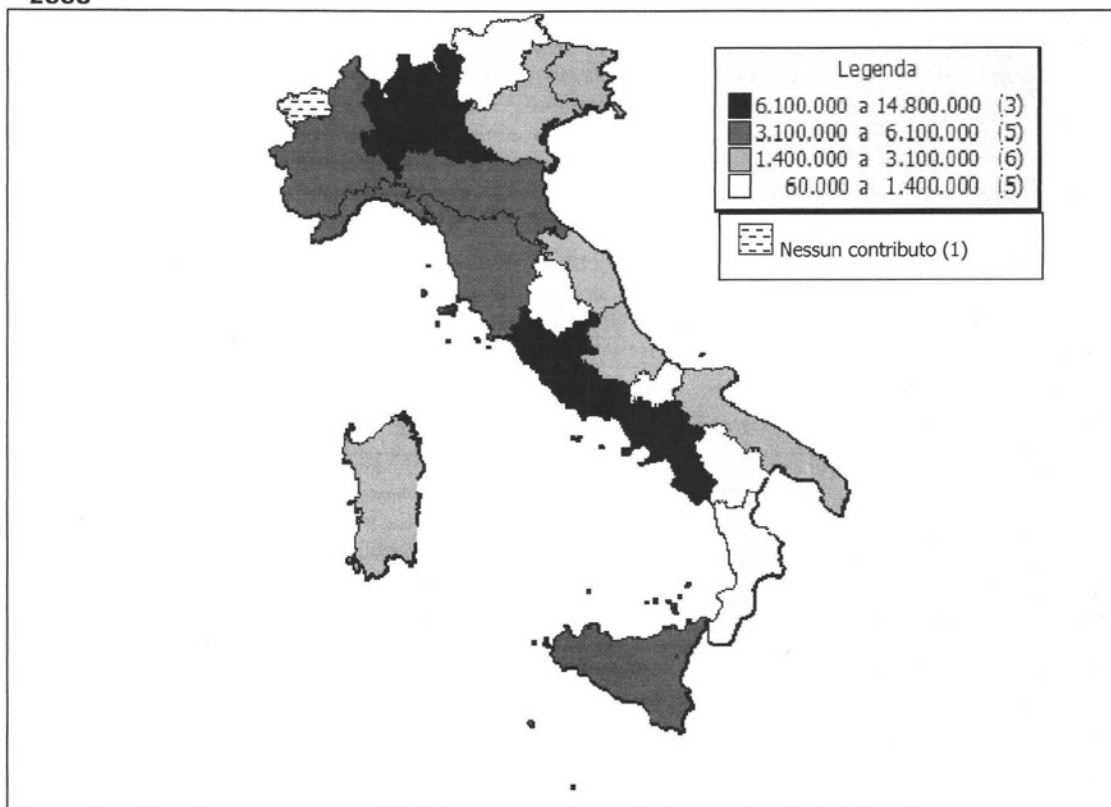 Legenda
6.100.000 a 14.800.000 (3)
3.100.000 a 6.100.000 (5)
1.400.000 a 3.100.000 (6)
60.000 a 1.400.000 (5)
Nessun contributo (1)